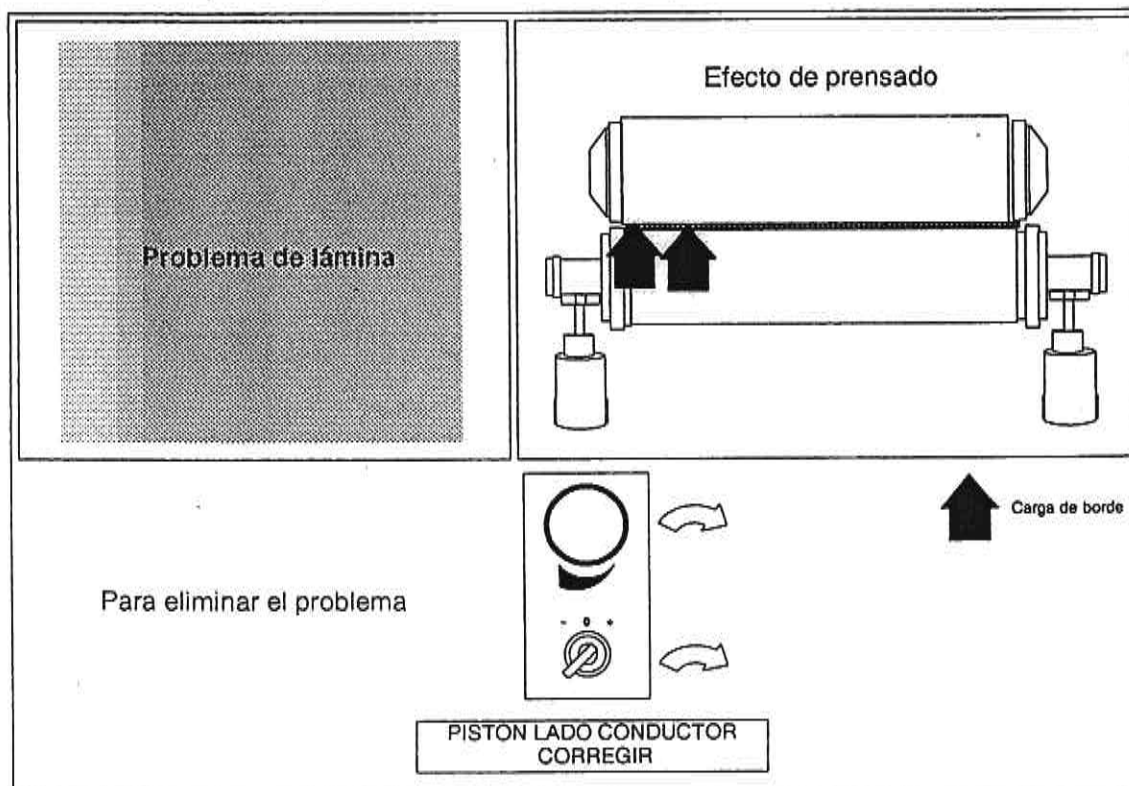 Problema de lámina
Efecto de prensado
Carga de borde
Para eliminar el problema
- 0 +
PISTON LADO CONDUCTOR
CORREGIR